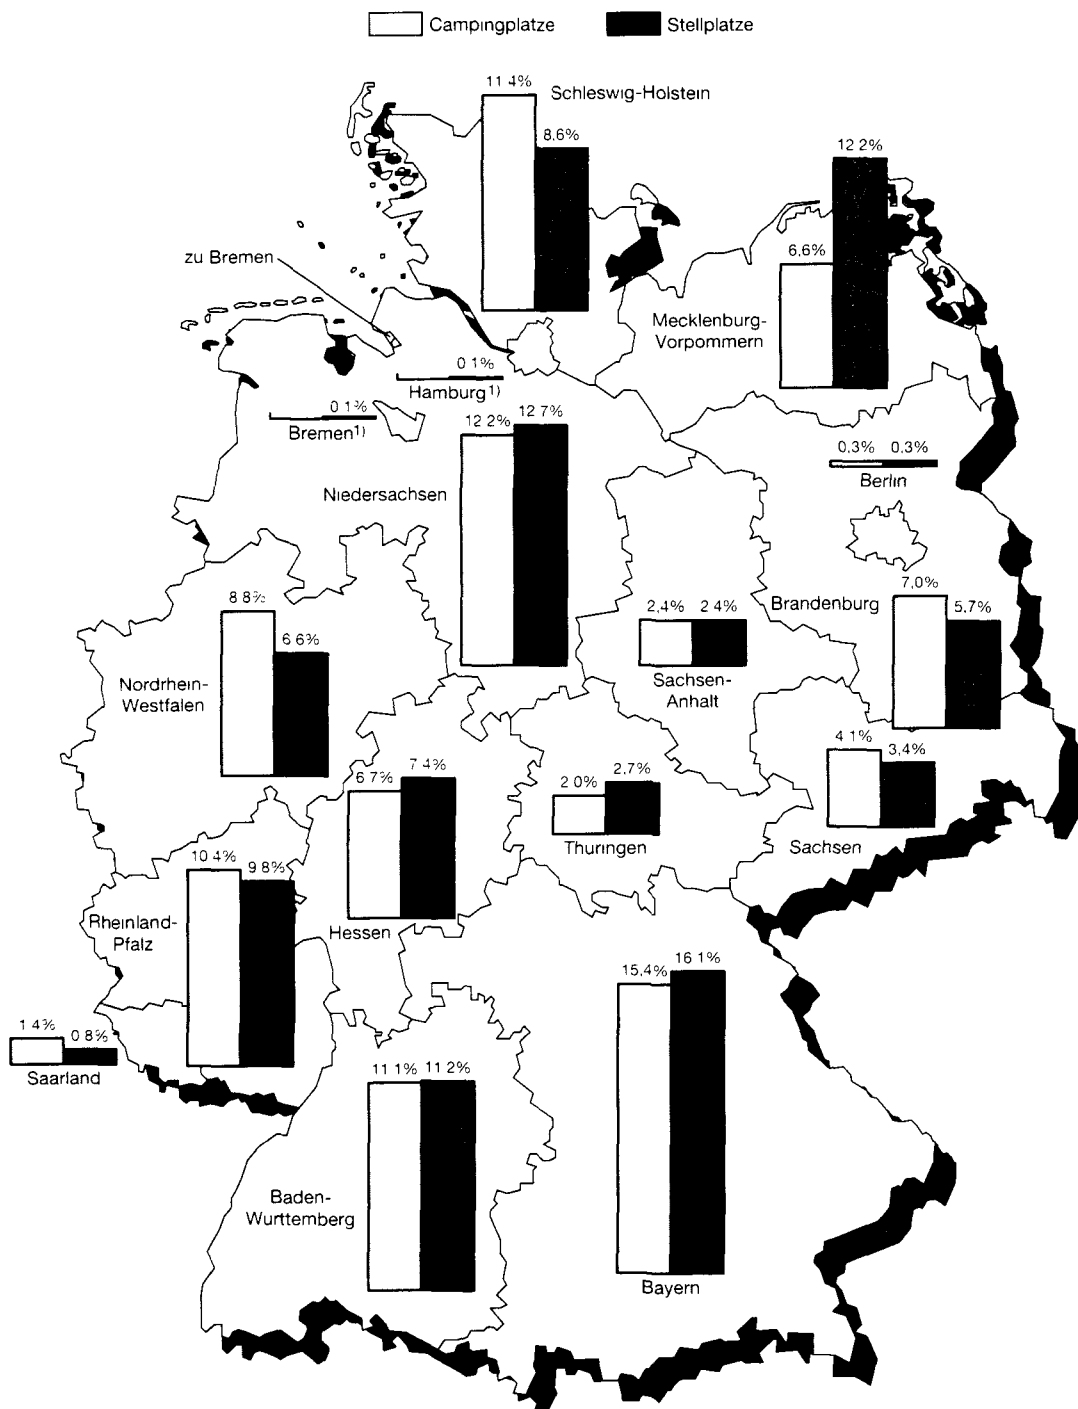 Campingplatze
Stellplatze
11 4%
Schleswig-Holstein
8.6%
12 2%
6,6%
zu Bremen
Mecklenburg-
Vorpommern
0 1%
Hamburg1)
0 1%
Bremen1)
12 2%
12 7%
0,3%
0,3%
Berlin
Niedersachsen
7,0%
8 8%
2,4%
2 4%
Brandenburg
5,7%
6 6%
Nordrhein-
Westfalen
Sachsen-
Anhalt
4 1%
3,4%
6 7%
7 4%
2 0%
2,7%
Thuringen
Sachsen
10 4%
9 8%
Rheinland-
Pfalz
Hessen
15,4%
16 1%
1 4%
0 8%
Saarland
11 1%
11 2%
Baden-
Wurttemberg
Bayern